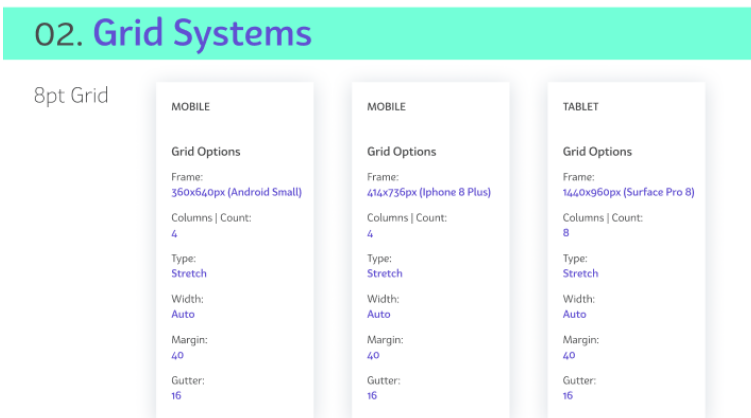 02. Grid Systems
8pt Grid
MOBILE
Grid Options
Frame:
360x640px (Android Small)
Columns | Count:
4
Type:
Stretch
Width:
Auto
Margin:
40
Gutter:
16
MOBILE
Grid Options
Frame:
414x736px (Iphone 8 Plus)
Columns | Count:
4
Type:
Stretch
Width:
Auto
Margin:
40
Gutter:
16
TABLET
Grid Options
Frame:
1440x960px (Surface Pro 8)
Columns | Count:
8
Type:
Stretch
Width:
Auto
Margin:
40
Gutter:
16